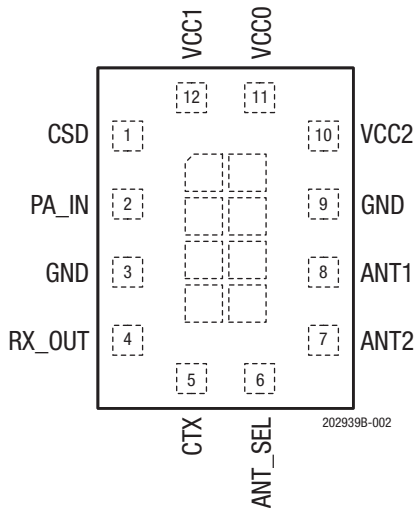 VCC1
VCC0
12
11
CSD
1
10
VCC2
PA_IN
2
9
GND
GND
3
8
ANT1
RX_OUT
4
7
ANT2
5
6
CTX
ANT_SEL
202939B-002